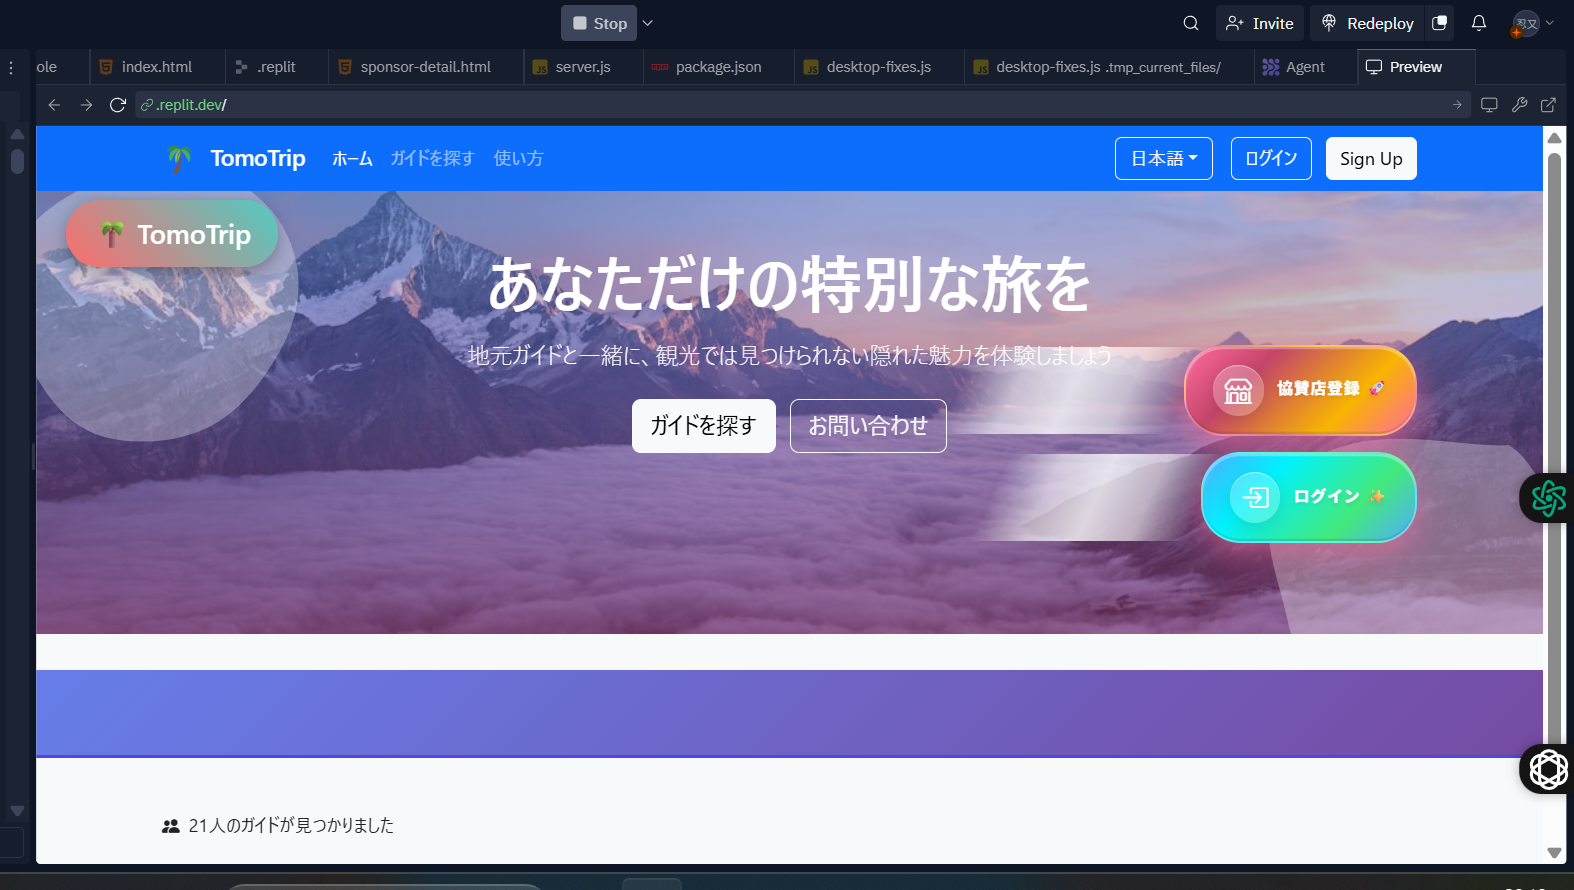 Stop
Invite
Redeploy
ole
index.html
.replit
sponsor-detail.html
server.js
package.json
desktop-fixes.js
desktop-fixes.js .tmp_current_files/
Agent
Preview
.replit.dev/
TomoTrip
ホーム
ガイドを探す
使い方
日本語
ログイン
Sign Up
TomoTrip
あなただけの特別な旅を
地元ガイドと一緒に、観光では見つけられない隠れた魅力を体験しましょう
協賛店登録 🚀
ガイドを探す
お問い合わせ
ログイン ✨
21人のガイドが見つかりました